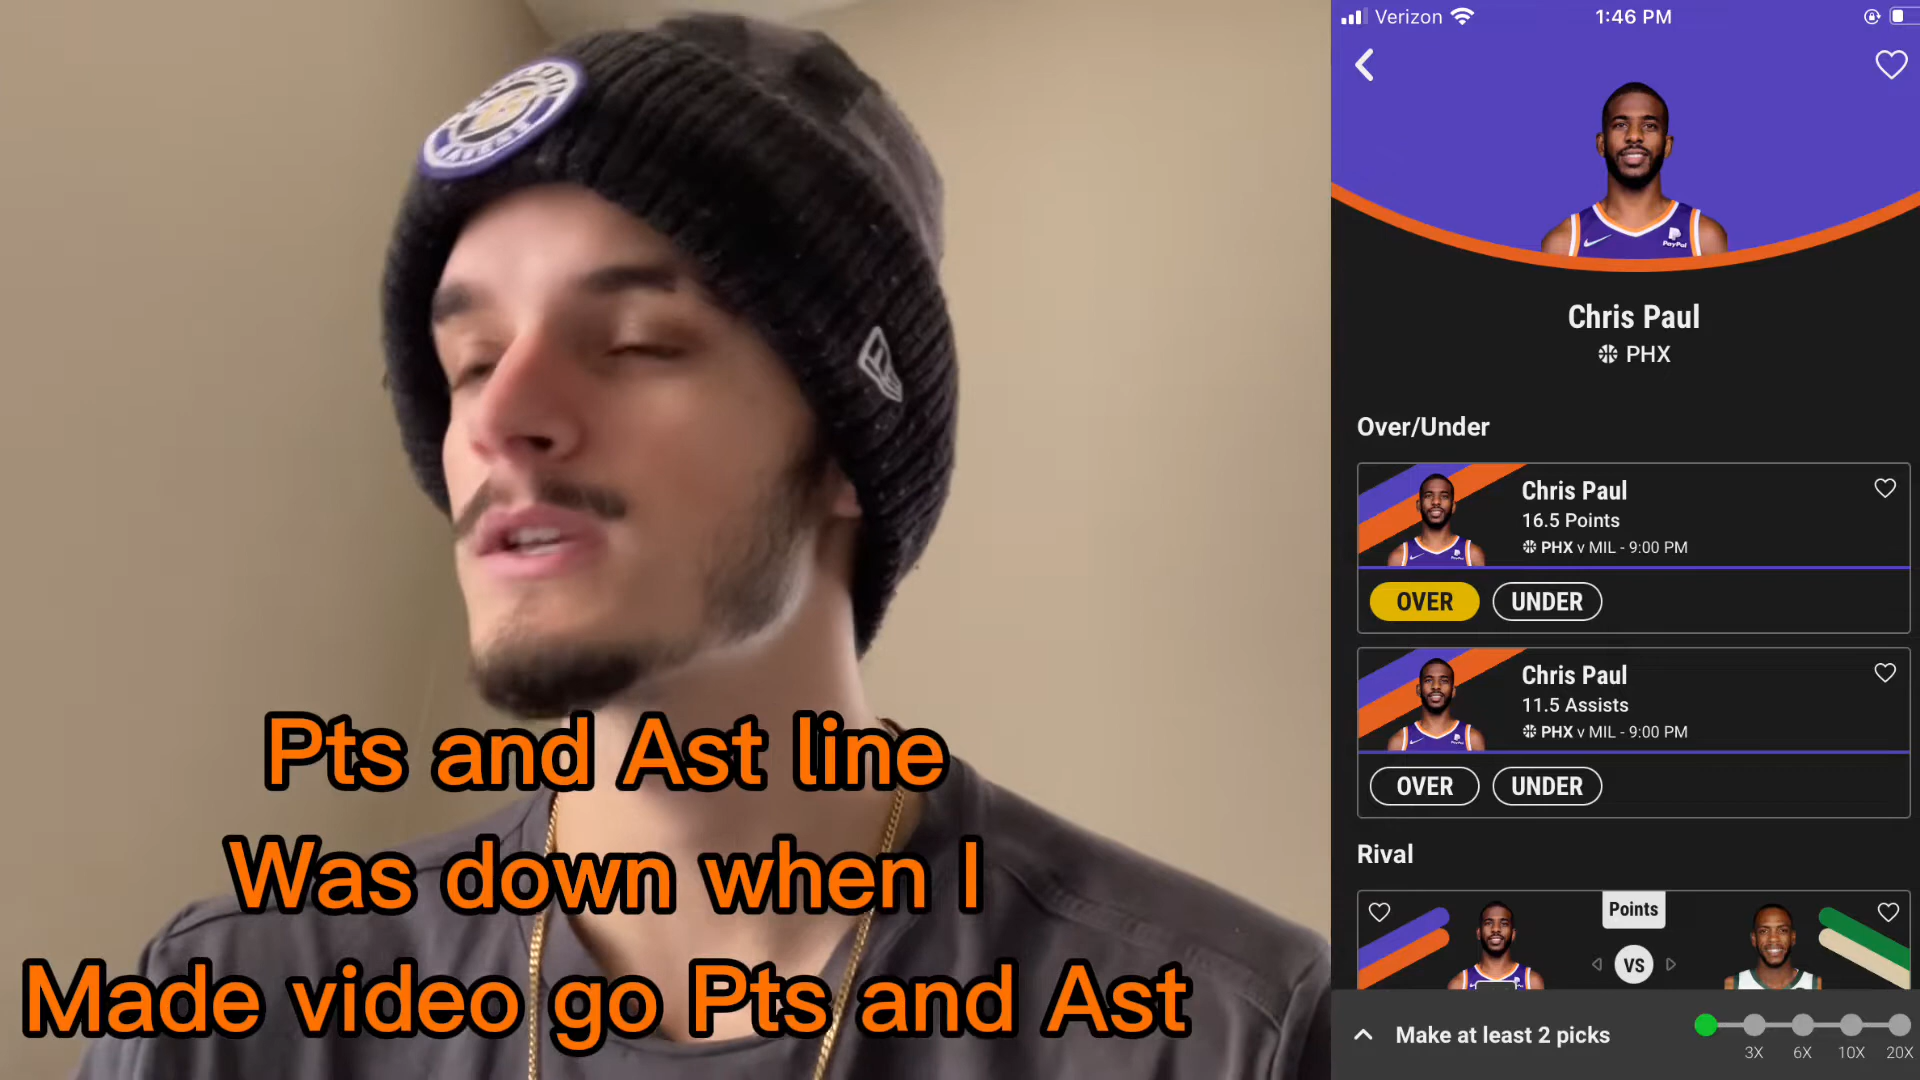 Pts and Ast line
Was down when I
Made video go Pts and Ast
Verizon
1:46 PM
PayPal
Chris Paul
PHX
Over/Under
Chris Paul
16.5 Points
PHX v MIL - 9:00 PM
OVER
UNDER
Chris Paul
11.5 Assists
PHX v MIL - 9:00 PM
OVER
UNDER
Rival
Points
VS
Make at least 2 picks
3X
6X
10X
20X